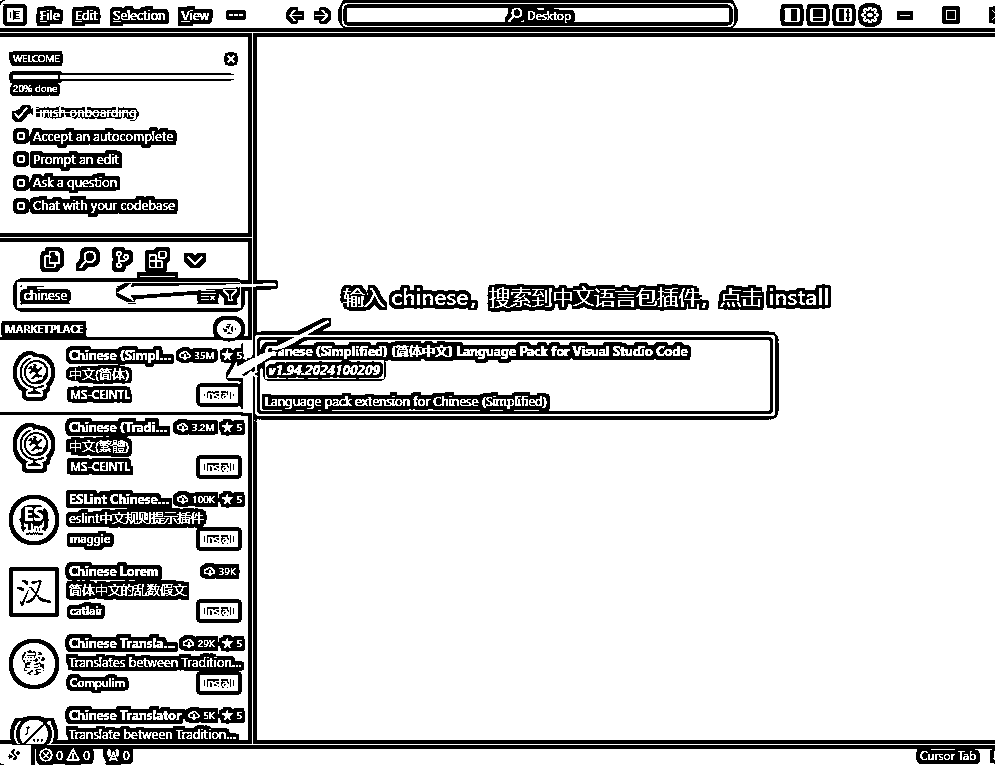 File Edit Selection View ···
Desktop
WELCOME
20% done
Finish onboarding
Accept an autocomplete
Prompt an edit
Ask a question
Chat with your codebase
chinese
输入 chinese，搜索到中文语言包插件，点击 install
MARKETPLACE
Chinese (Simpl... 35M 5
中文(简体)
MS-CEINTL Install
Chinese (Simplified) (简体中文) Language Pack for Visual Studio Code
v1.94.2024100209
Language pack extension for Chinese (Simplified)
Chinese (Tradi... 3.2M 5
中文(繁體)
MS-CEINTL Install
ESLint Chinese... 100K 5
eslint中文规则提示插件
maggie Install
Chinese Lorem 39K
简体中文的乱数假文
catlair Install
Chinese Transla... 29K 5
Translates between Tradition...
Compulim Install
Chinese Translator 5K 5
Translate between Tradition...
0 0 0
Cursor Tab